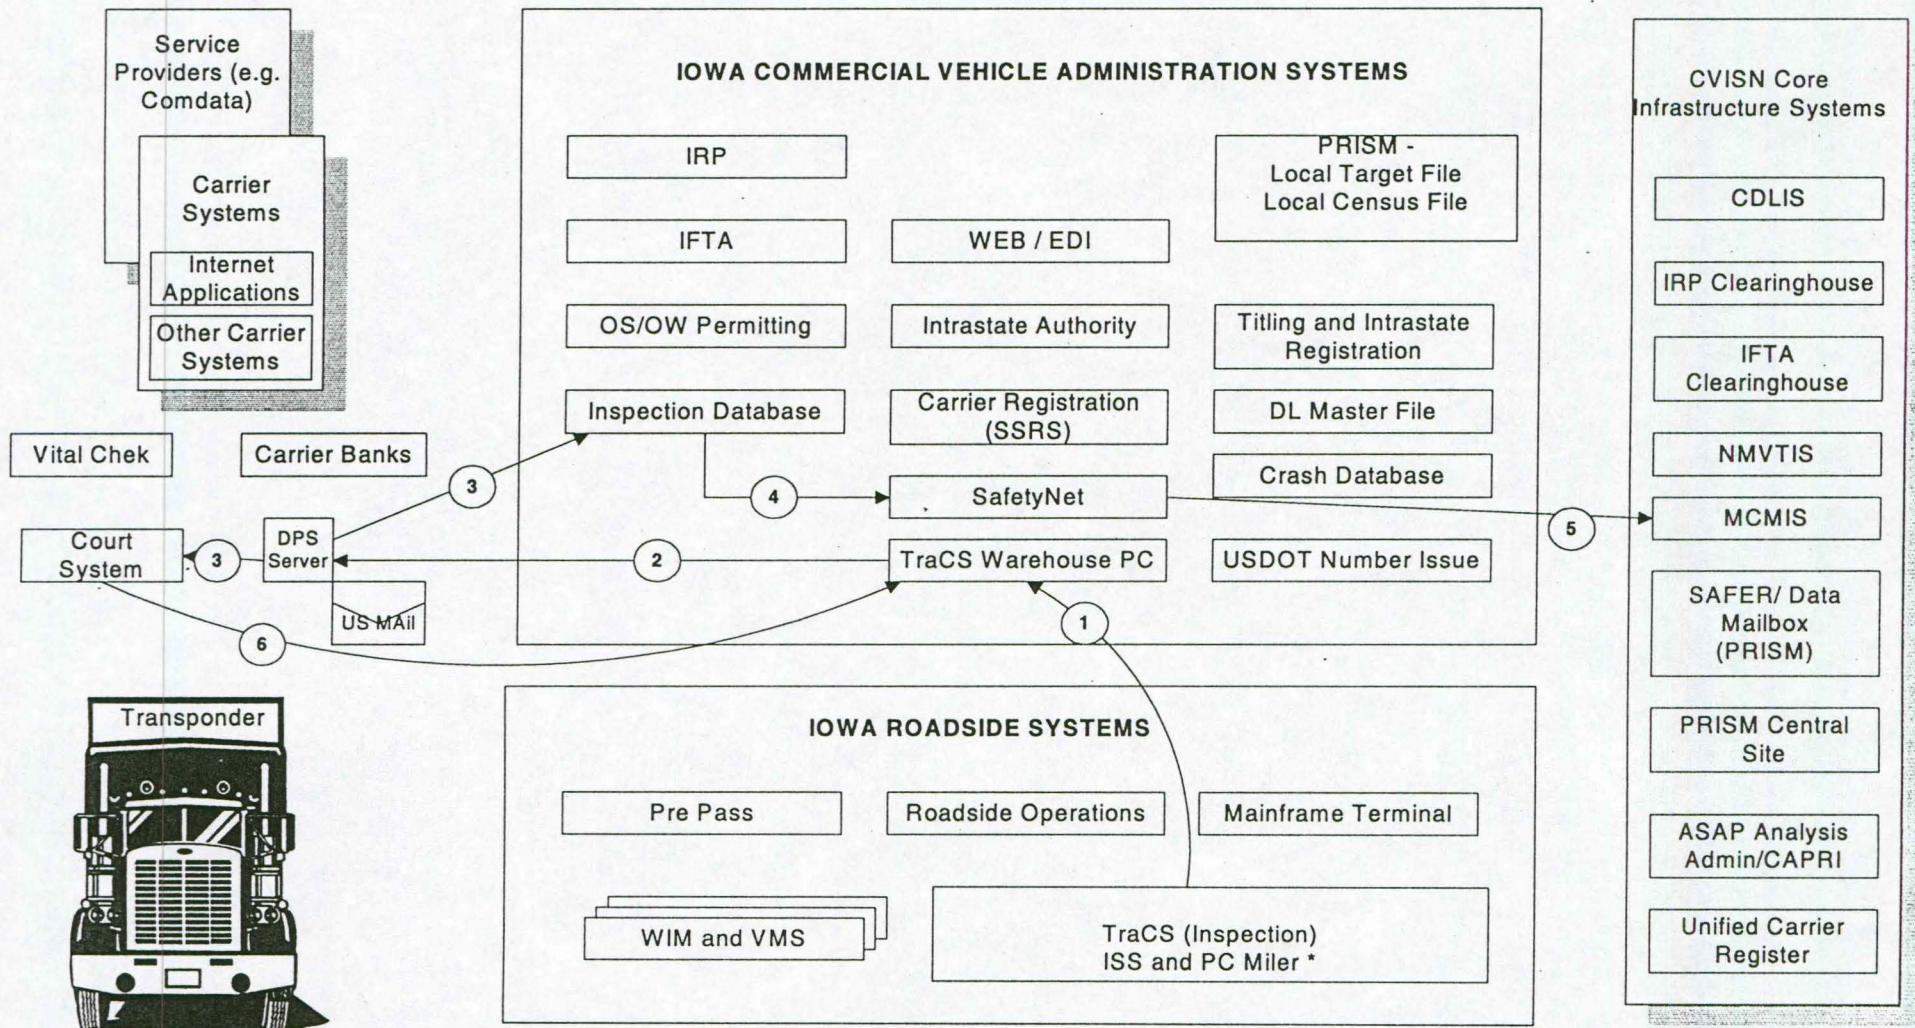 Service
Providers (e.g.
Comdata)
Carrier
Systems
Internet
Applications
Other Carrier
Systems
Vital Chek
Carrier Banks
Court
System
3
DPS
Server
US MAil
6
Transponder
IOWA COMMERCIAL VEHICLE ADMINISTRATION SYSTEMS
IRP
PRISM -
Local Target File
Local Census File
IFTA
WEB / EDI
OS/OW Permitting
Intrastate Authority
Titling and Intrastate
Registration
Inspection Database
Carrier Registration
(SSRS)
DL Master File
3
4
SafetyNet
Crash Database
5
2
TraCS Warehouse PC
USDOT Number Issue
1
IOWA ROADSIDE SYSTEMS
Pre Pass
Roadside Operations
Mainframe Terminal
WIM and VMS
TraCS (Inspection)
ISS and PC Miler *
CVISN Core
Infrastructure Systems
CDLIS
IRP Clearinghouse
IFTA
Clearinghouse
NMVTIS
MCMIS
SAFER/ Data
Mailbox
(PRISM)
PRISM Central
Site
ASAP Analysis
Admin/CAPRI
Unified Carrier
Register